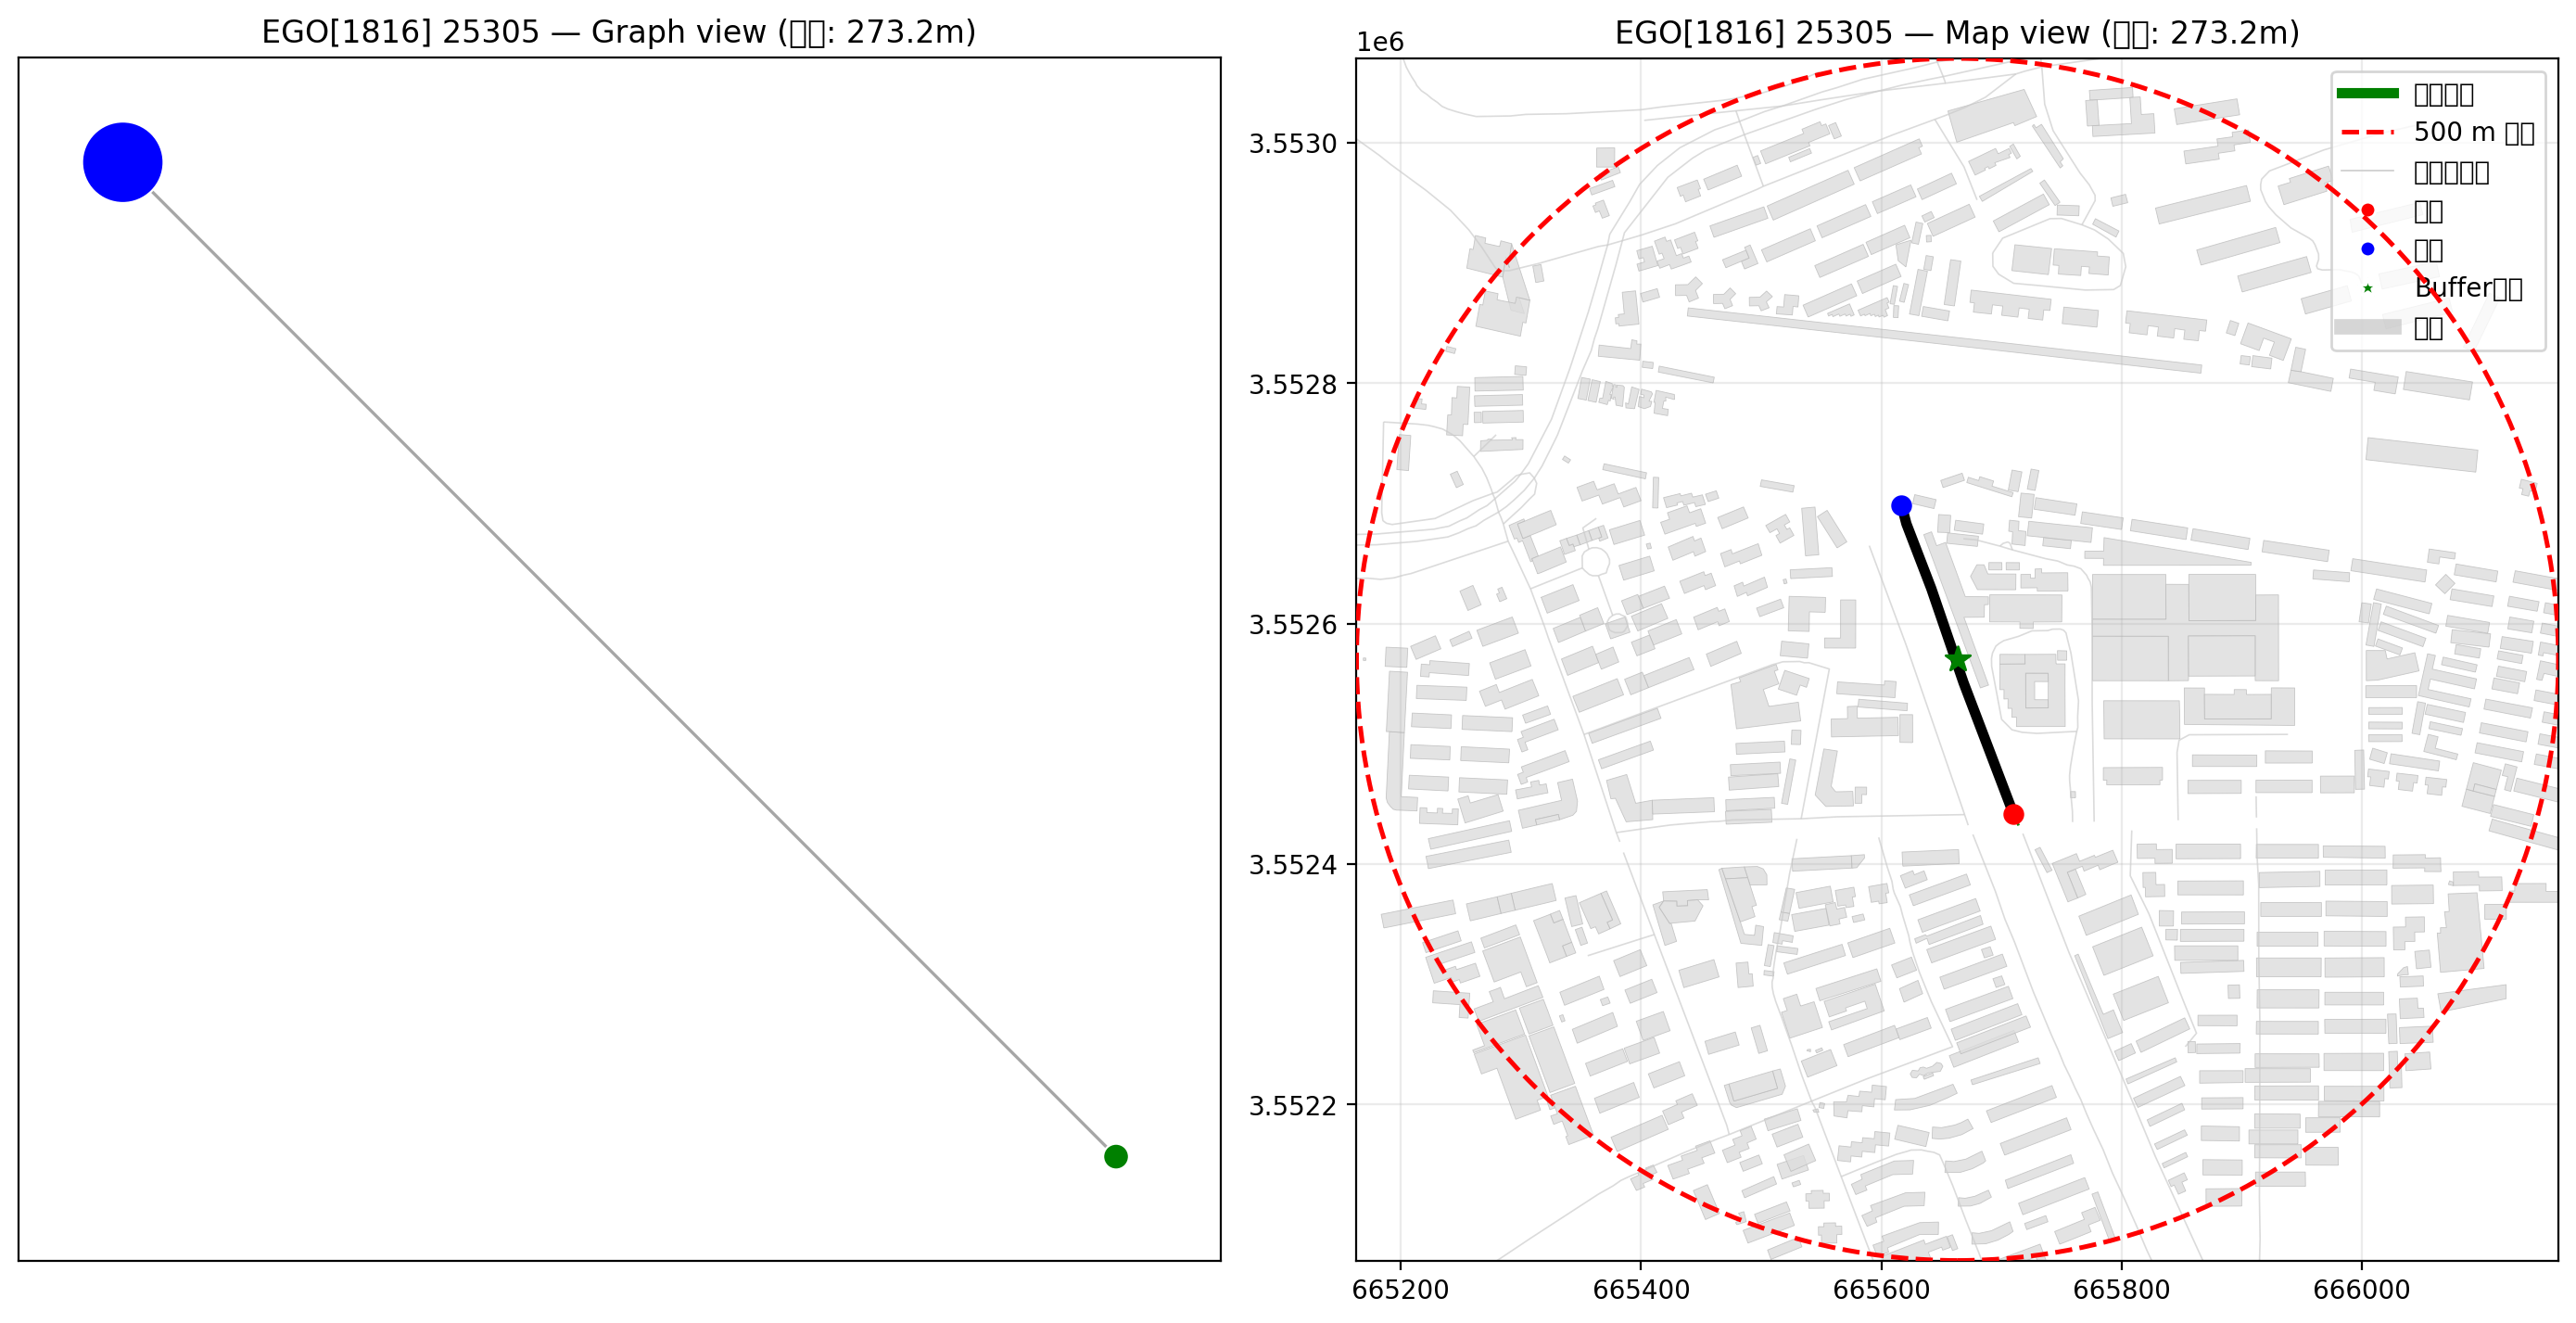 EGO[1816] 25305 — Graph view (: 273.2m)
EGO[1816] 25305 — Map view (: 273.2m)
1e6
3.5530
3.5528
3.5526
3.5524
3.5522
665200
665400
665600
665800
666000
500 m
Buffer